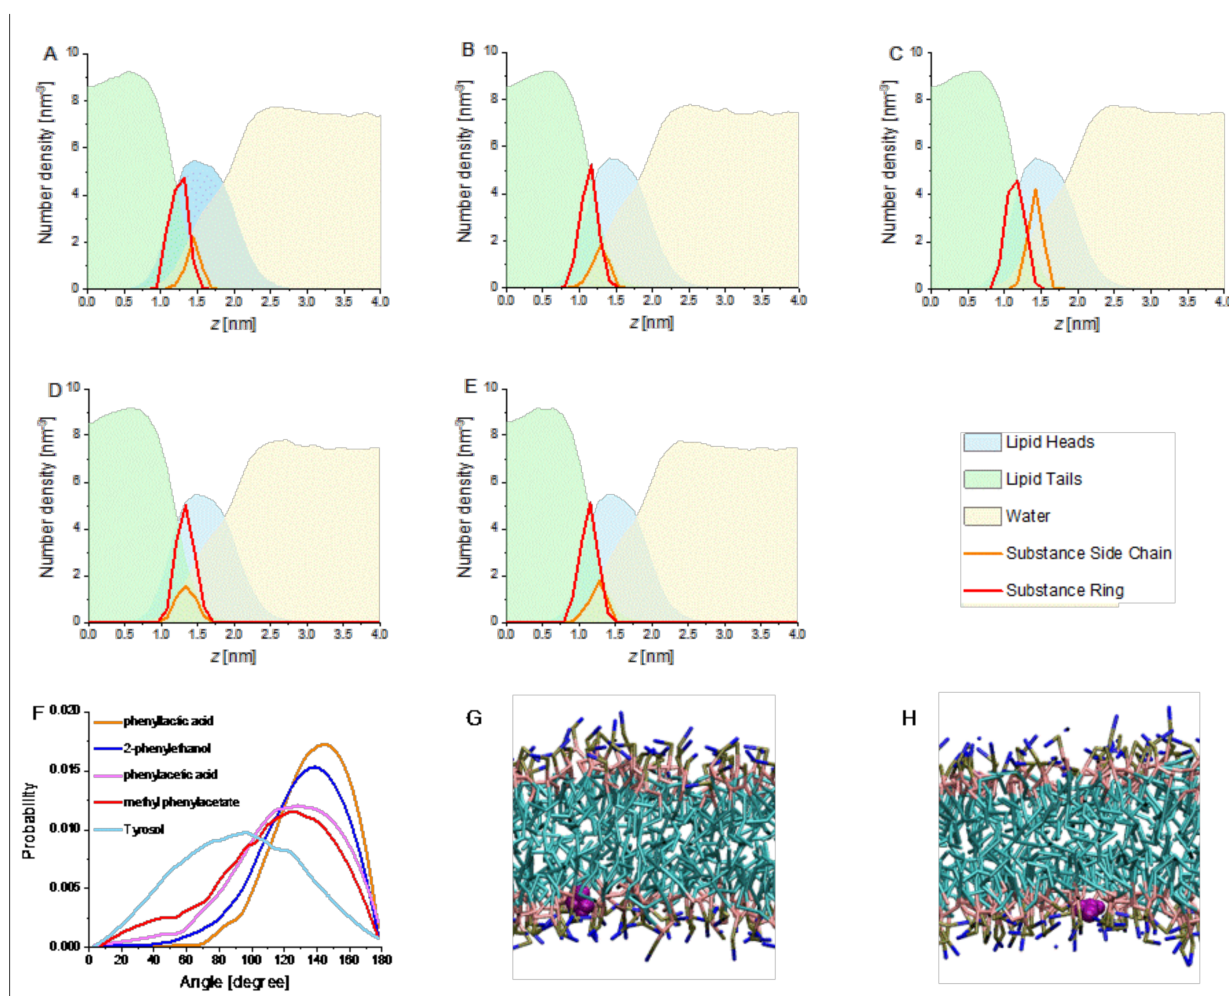 A
Number density [nm⁻³]
10
8
6
4
2
0
0.0 0.5 1.0 1.5 2.0 2.5 3.0 3.5 4.0
z [nm]
B
Number density [nm⁻³]
10
8
6
4
2
0
0.0 0.5 1.0 1.5 2.0 2.5 3.0 3.5 4.0
z [nm]
C
Number density [nm⁻³]
10
8
6
4
2
0
0.0 0.5 1.0 1.5 2.0 2.5 3.0 3.5 4.0
z [nm]
D
Number density [nm⁻³]
10
8
6
4
2
0
0.0 0.5 1.0 1.5 2.0 2.5 3.0 3.5 4.0
z [nm]
E
Number density [nm⁻³]
10
8
6
4
2
0
0.0 0.5 1.0 1.5 2.0 2.5 3.0 3.5 4.0
z [nm]
Lipid Heads
Lipid Tails
Water
Substance Side Chain
Substance Ring
F
Probability
0.020
0.015
0.010
0.005
0.000
phenyllactic acid
2-phenylethanol
phenylacetic acid
methyl phenylacetate
Tyrosol
0 20 40 60 80 100 120 140 160 180
Angle [degree]
G
H